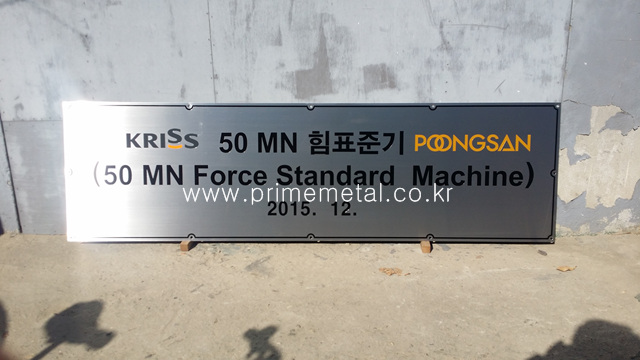 KRISS 50 MN 힘표준기 POONGSAN
(50 MN Force Standard Machine)
www.primemetal.co.kr
2015. 12.